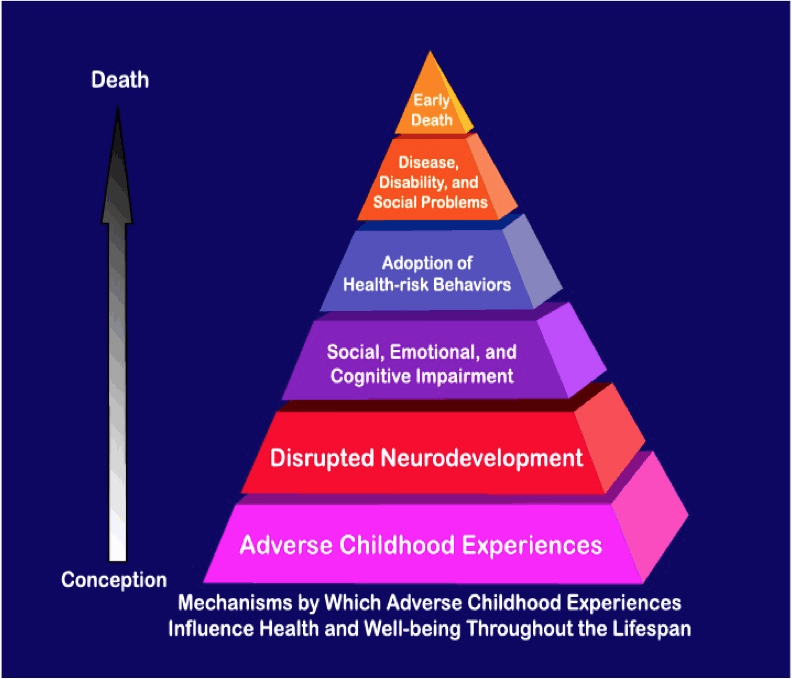 Death
Early
Death
Disease,
Disability, and
Social Problems
Adoption of
Health-risk Behaviors
Social, Emotional, and
Cognitive Impairment
Disrupted Neurodevelopment
Adverse Childhood Experiences
Conception
Mechanisms by Which Adverse Childhood Experiences
Influence Health and Well-being Throughout the Lifespan